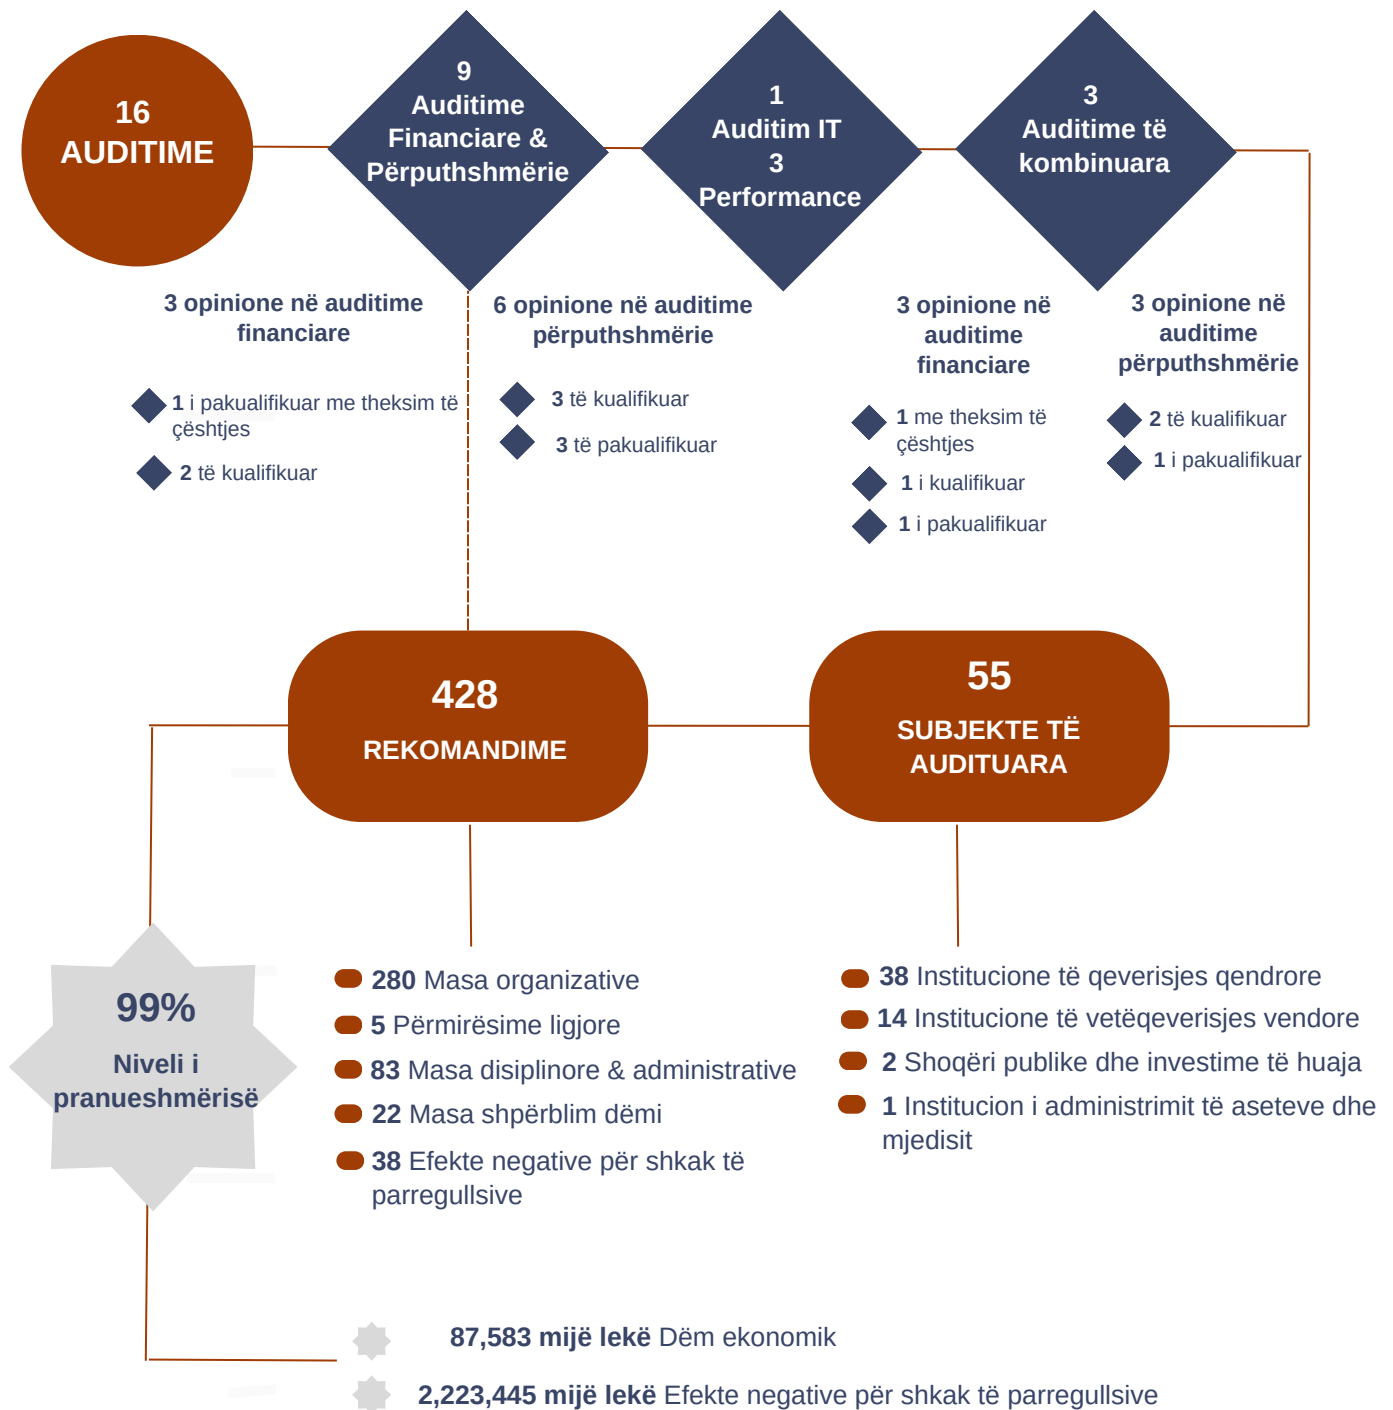 16
AUDITIME
9
Auditime
Financiare &
Përputhshmërie
1
Auditim IT
3
Performance
3
Auditime të
kombinuara
3 opinione në auditime
financiare
1 i pakualifikuar me theksim të
çështjes
2 të kualifikuar
6 opinione në auditime
përputhshmërie
3 të kualifikuar
3 të pakualifikuar
3 opinione në
auditime
financiare
1 me theksim të
çështjes
1 i kualifikuar
1 i pakualifikuar
3 opinione në
auditime
përputhshmërie
2 të kualifikuar
1 i pakualifikuar
428
REKOMANDIME
55
SUBJEKTE TË
AUDITUARA
99%
Niveli i
pranueshmërisë
280 Masa organizative
5 Përmirësime ligjore
83 Masa disiplinore & administrative
22 Masa shpërblim dëmi
38 Efekte negative për shkak të
parregullsive
38 Institucione të qeverisjes qendrore
14 Institucione të vetëqeverisjes vendore
2 Shoqëri publike dhe investime të huaja
1 Institucion i administrimit të aseteve dhe
mjedisit
87,583 mijë lekë Dëm ekonomik
2,223,445 mijë lekë Efekte negative për shkak të parregullsive